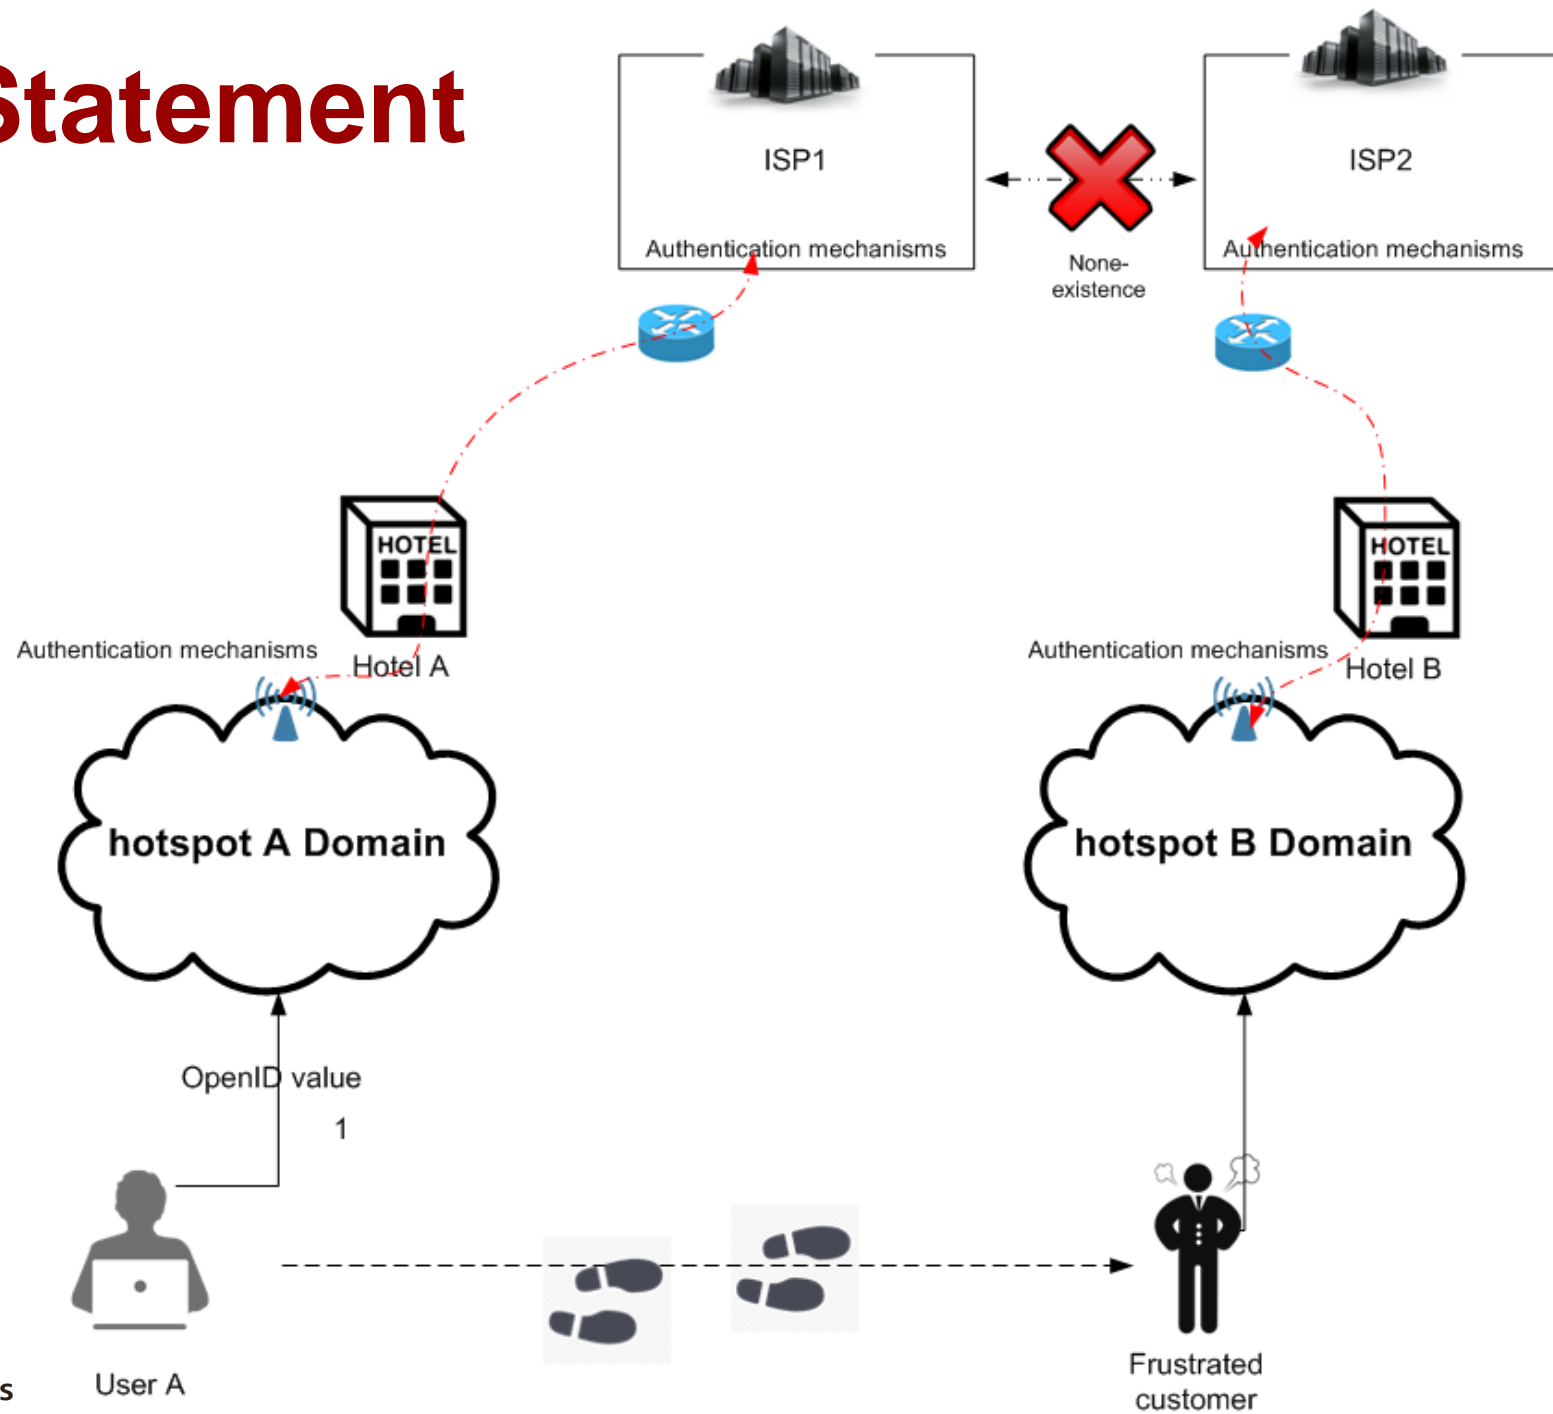 Statement
ISP1
ISP2
Authentication mechanisms
None-
existence
Authentication mechanisms
HOTEL
HOTEL
Authentication mechanisms
Hotel A
Authentication mechanisms
Hotel B
hotspot A Domain
hotspot B Domain
OpenID value
1
User A
Frustrated
customer
s